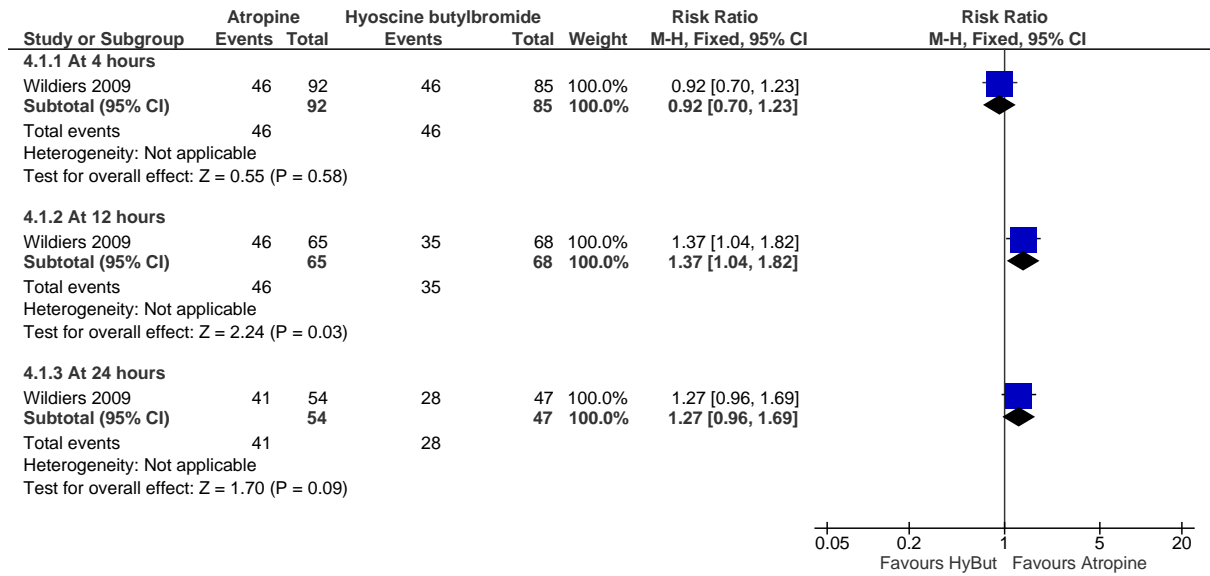 Atropine Hyoscine butylbromide Risk Ratio Risk Ratio
Study or Subgroup Events Total Events Total Weight M-H, Fixed, 95% CI M-H, Fixed, 95% CI
4.1.1 At 4 hours
Wildiers 2009 46 92 46 85 100.0% 0.92 [0.70, 1.23]
Subtotal (95% CI) 92 85 100.0% 0.92 [0.70, 1.23]
Total events 46 46
Heterogeneity: Not applicable
Test for overall effect: Z = 0.55 (P = 0.58)
4.1.2 At 12 hours
Wildiers 2009 46 65 35 68 100.0% 1.37 [1.04, 1.82]
Subtotal (95% CI) 65 68 100.0% 1.37 [1.04, 1.82]
Total events 46 35
Heterogeneity: Not applicable
Test for overall effect: Z = 2.24 (P = 0.03)
4.1.3 At 24 hours
Wildiers 2009 41 54 28 47 100.0% 1.27 [0.96, 1.69]
Subtotal (95% CI) 54 47 100.0% 1.27 [0.96, 1.69]
Total events 41 28
Heterogeneity: Not applicable
Test for overall effect: Z = 1.70 (P = 0.09)
0.05 0.2 1 5 20
Favours HyBut Favours Atropine